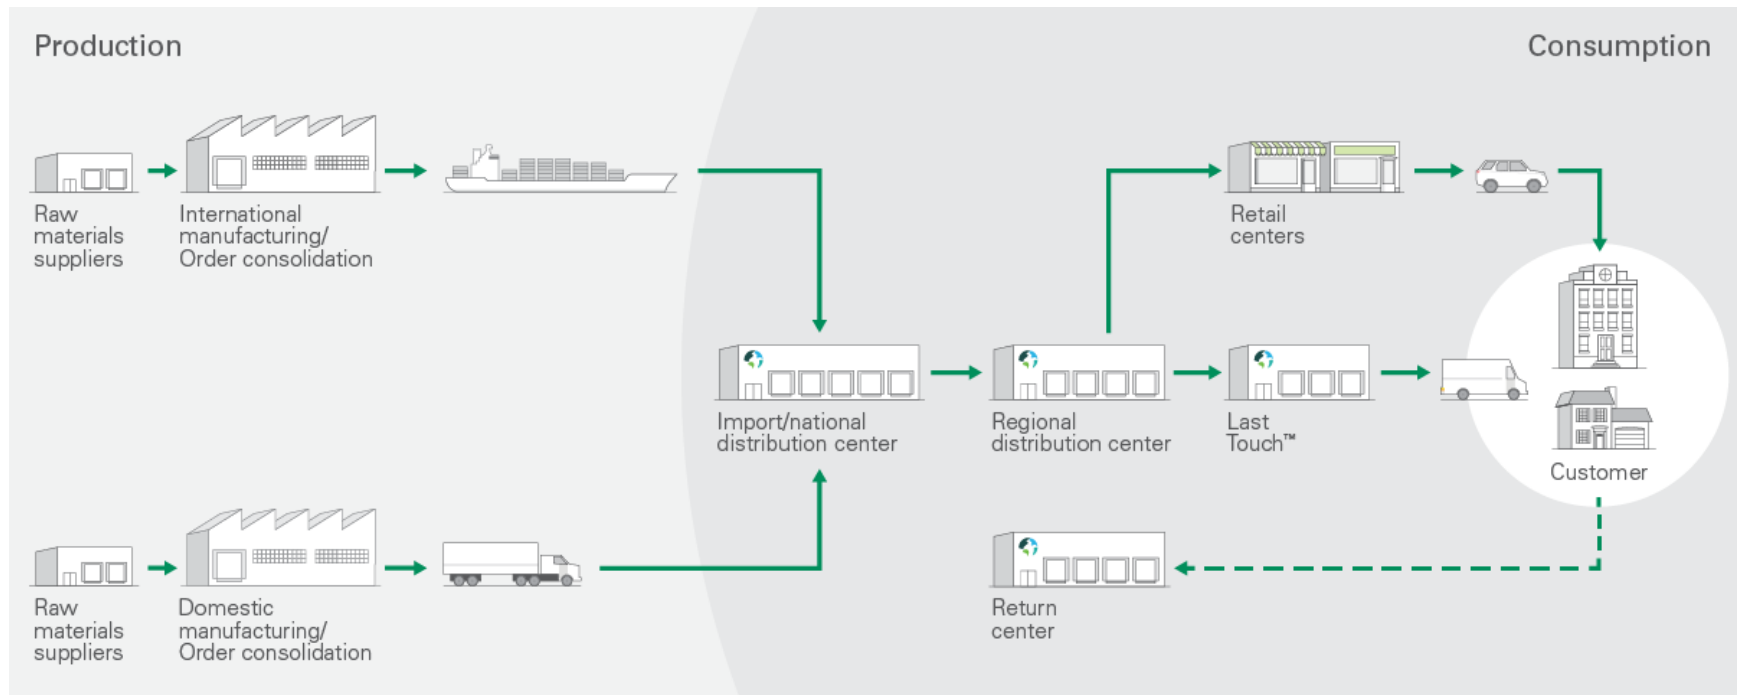 Production
Consumption
Raw
materials
suppliers
International
manufacturing/
Order consolidation
Retail
centers
Import/national
distribution center
Regional
distribution center
Last
Touch™
Customer
Raw
materials
suppliers
Domestic
manufacturing/
Order consolidation
Return
center